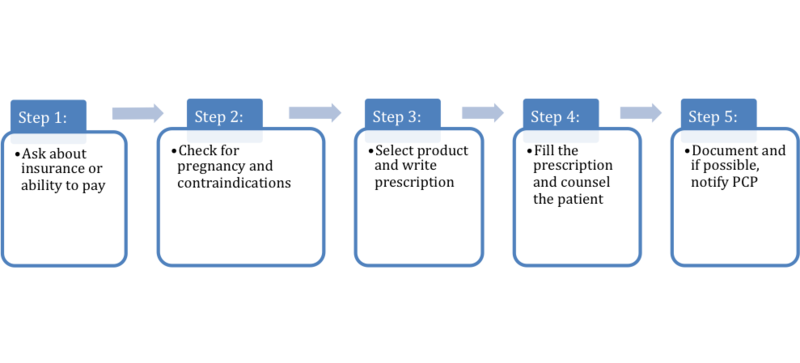 Step 1:
•Ask about
insurance or
ability to pay
Step 2:
•Check for
pregnancy and
contraindications
Step 3:
•Select product
and write
prescription
Step 4:
•Fill the
prescription
and counsel
the patient
Step 5:
•Document and
if possible,
notify PCP